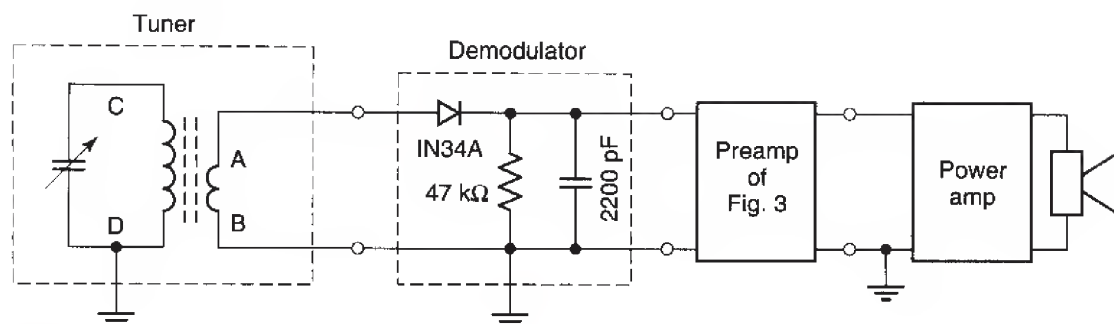 Tuner
Demodulator
C
D
A
B
IN34A
47 kΩ
2200 pF
Preamp
of
Fig. 3
Power
amp